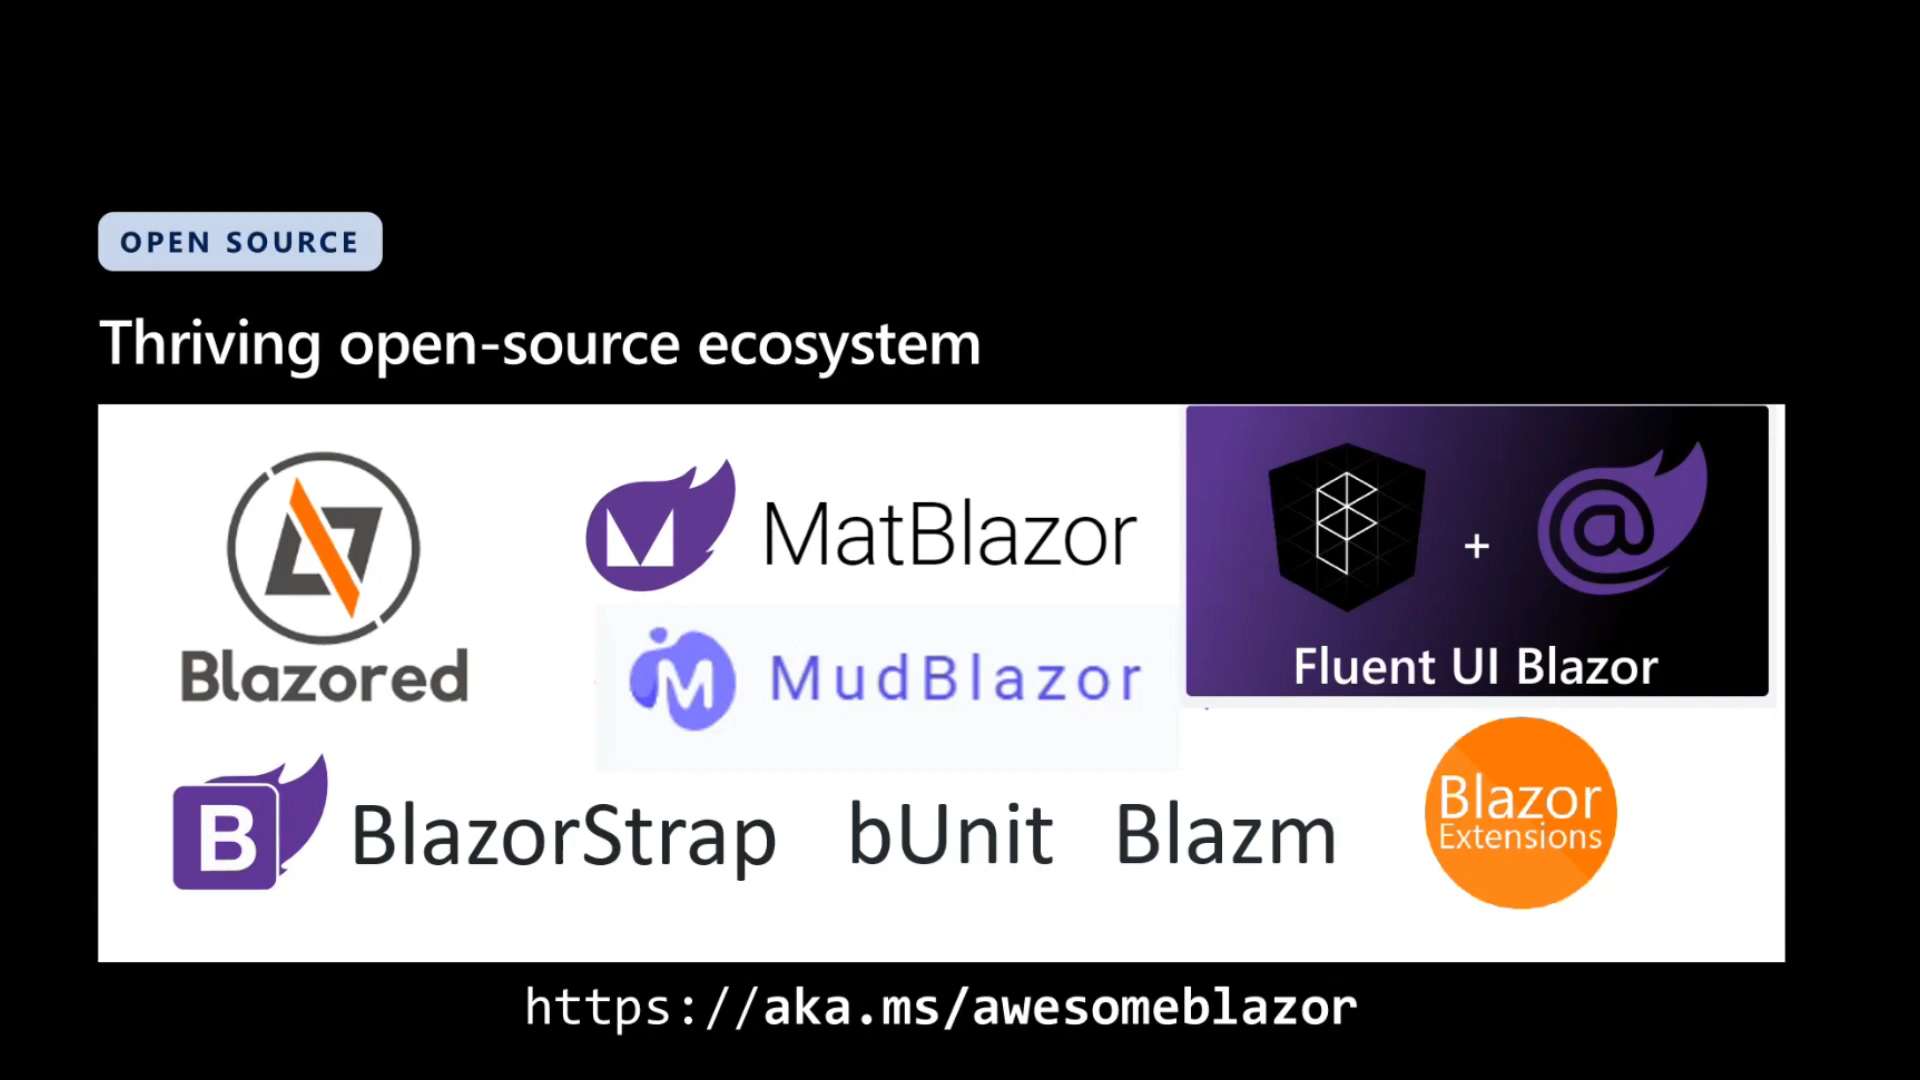 OPEN SOURCE
Thriving open-source ecosystem
Blazored
M MatBlazor
M MudBlazor
@
+
Fluent UI Blazor
B BlazorStrap
bUnit
Blazm
Blazor
Extensions
https://aka.ms/awesomeblazor